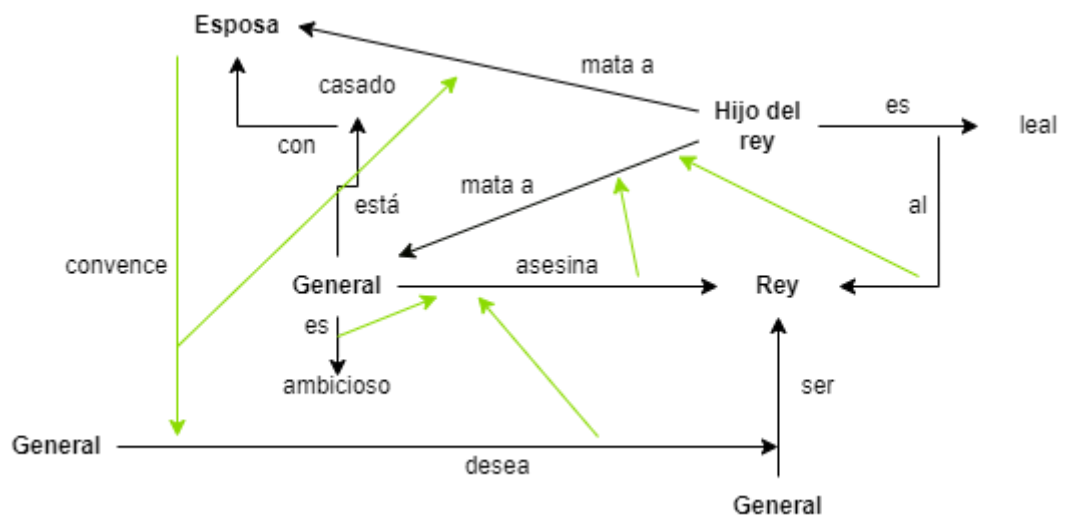 Esposa
mata a
casado
Hijo del
rey
es
leal
con
mata a
está
al
convence
asesina
General
Rey
es
ambicioso
ser
General
desea
General